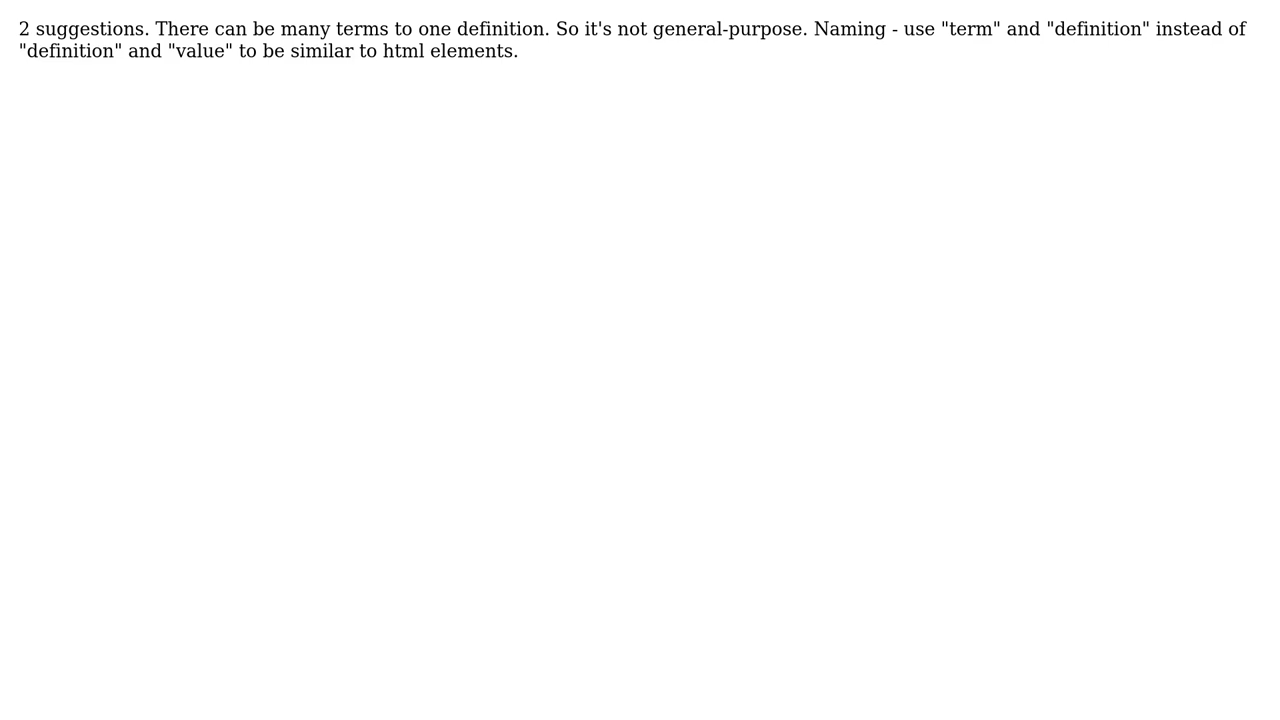 2 suggestions. There can be many terms to one definition. So it's not general-purpose. Naming - use "term" and "definition" instead of
"definition" and "value" to be similar to html elements.